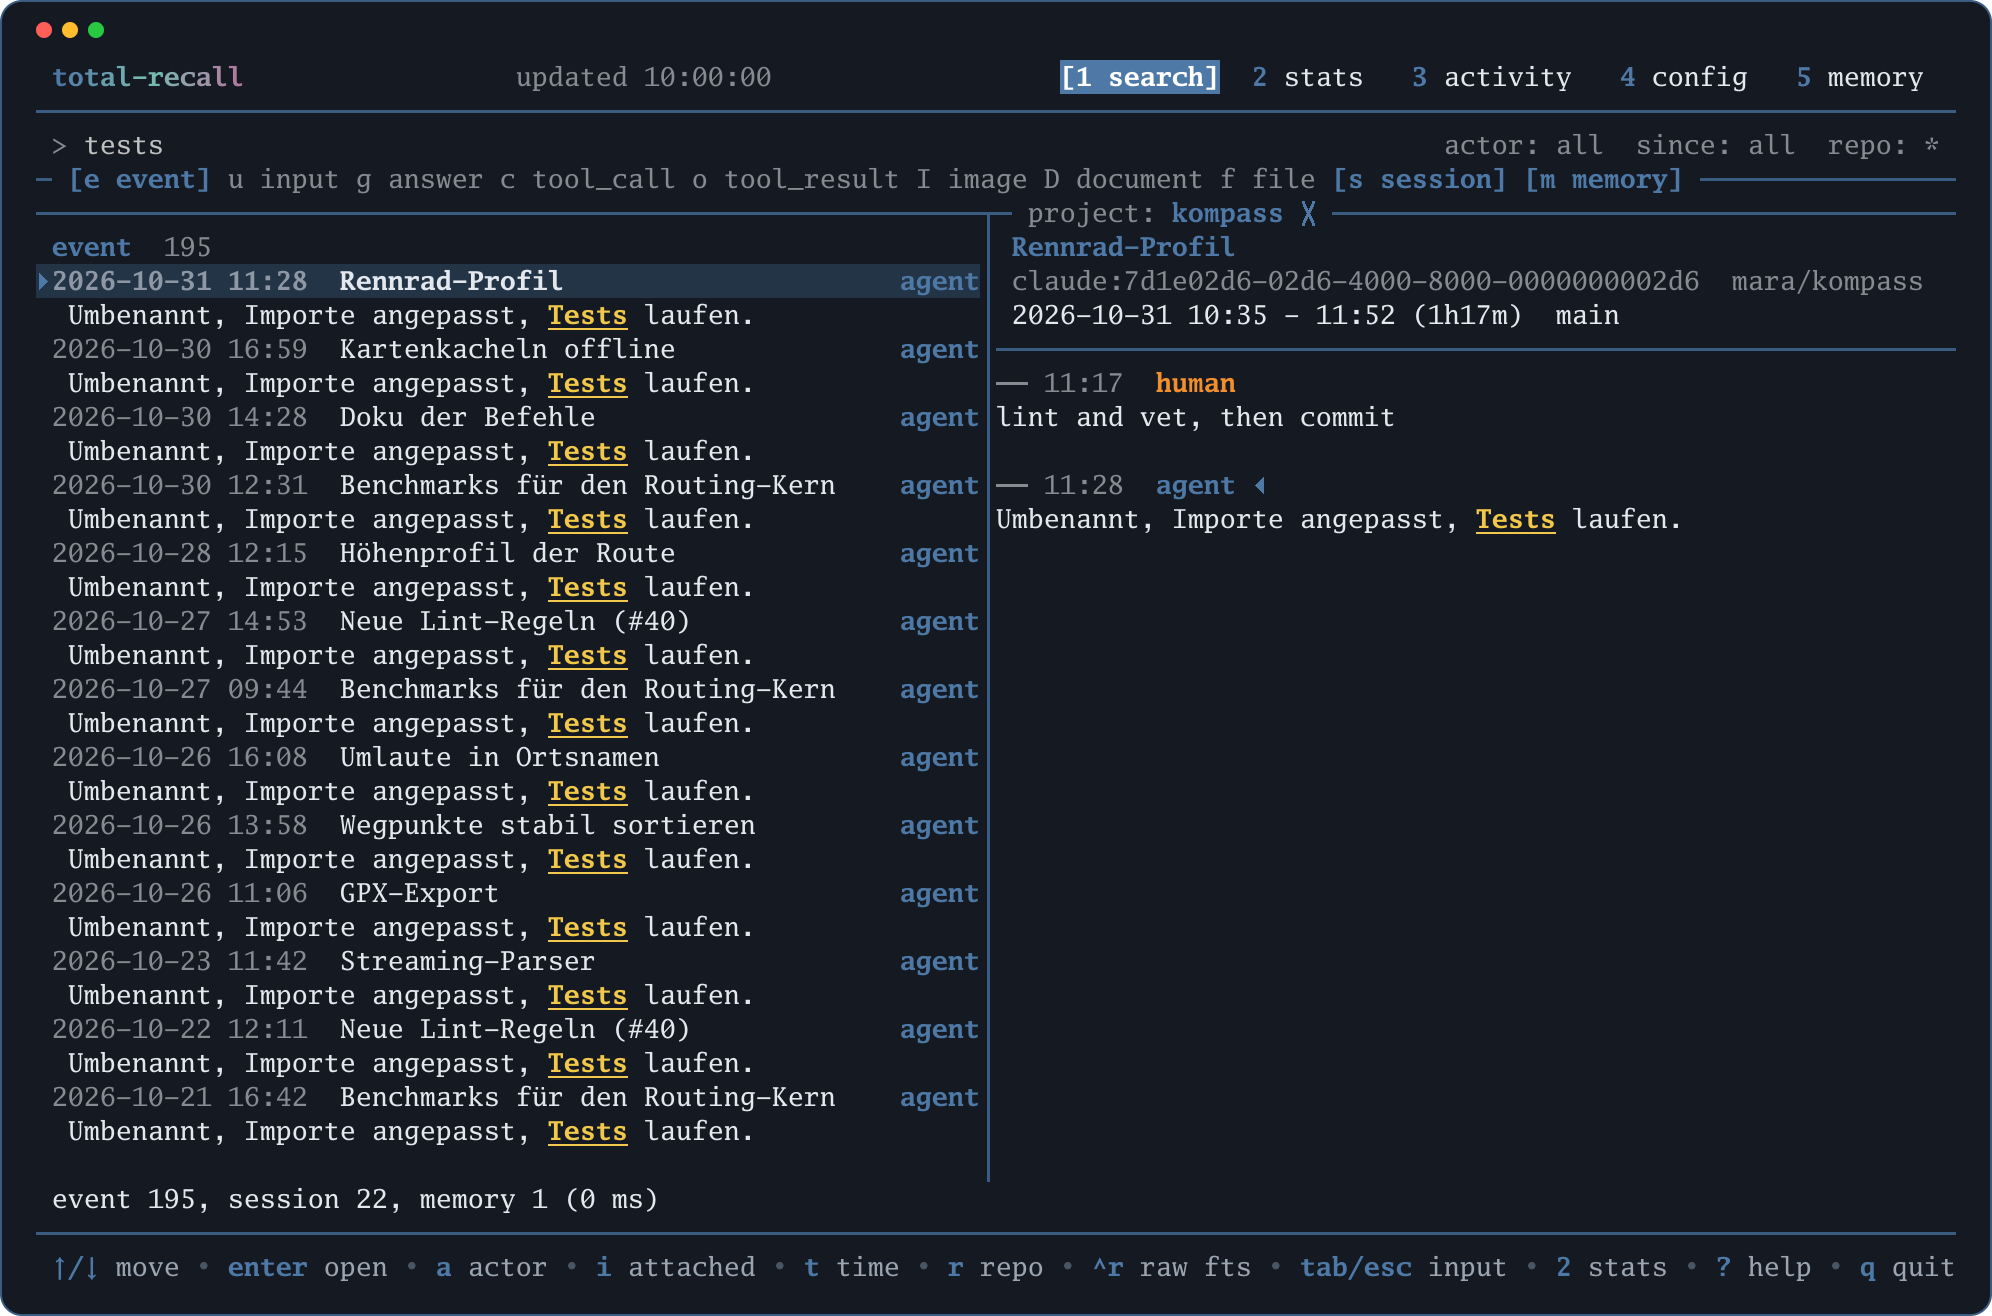 total-recall updated 10:00:00 [1 search] 2 stats 3 activity 4 config 5 memory
> tests actor: all since: all repo: *
[e event] u input g answer c tool_call o tool_result I image D document f file [s session] [m memory]
project: kompass X
event 195
2026-10-31 11:28 Rennrad-Profil agent
Umbenannt, Importe angepasst, Tests laufen.
2026-10-30 16:59 Kartenkacheln offline agent
Umbenannt, Importe angepasst, Tests laufen.
2026-10-30 14:28 Doku der Befehle agent
Umbenannt, Importe angepasst, Tests laufen.
2026-10-30 12:31 Benchmarks für den Routing-Kern agent
Umbenannt, Importe angepasst, Tests laufen.
2026-10-28 12:15 Höhenprofil der Route agent
Umbenannt, Importe angepasst, Tests laufen.
2026-10-27 14:53 Neue Lint-Regeln (#40) agent
Umbenannt, Importe angepasst, Tests laufen.
2026-10-27 09:44 Benchmarks für den Routing-Kern agent
Umbenannt, Importe angepasst, Tests laufen.
2026-10-26 16:08 Umlaute in Ortsnamen agent
Umbenannt, Importe angepasst, Tests laufen.
2026-10-26 13:58 Wegpunkte stabil sortieren agent
Umbenannt, Importe angepasst, Tests laufen.
2026-10-26 11:06 GPX-Export agent
Umbenannt, Importe angepasst, Tests laufen.
2026-10-23 11:42 Streaming-Parser agent
Umbenannt, Importe angepasst, Tests laufen.
2026-10-22 12:11 Neue Lint-Regeln (#40) agent
Umbenannt, Importe angepasst, Tests laufen.
2026-10-21 16:42 Benchmarks für den Routing-Kern agent
Umbenannt, Importe angepasst, Tests laufen.
Rennrad-Profil
claude:7d1e02d6-02d6-4000-8000-0000000002d6 mara/kompass
2026-10-31 10:35 - 11:52 (1h17m) main
── 11:17 human
lint and vet, then commit
── 11:28 agent ◂
Umbenannt, Importe angepasst, Tests laufen.
event 195, session 22, memory 1 (0 ms)
↑/↓ move • enter open • a actor • i attached • t time • r repo • ^r raw fts • tab/esc input • 2 stats • ? help • q quit